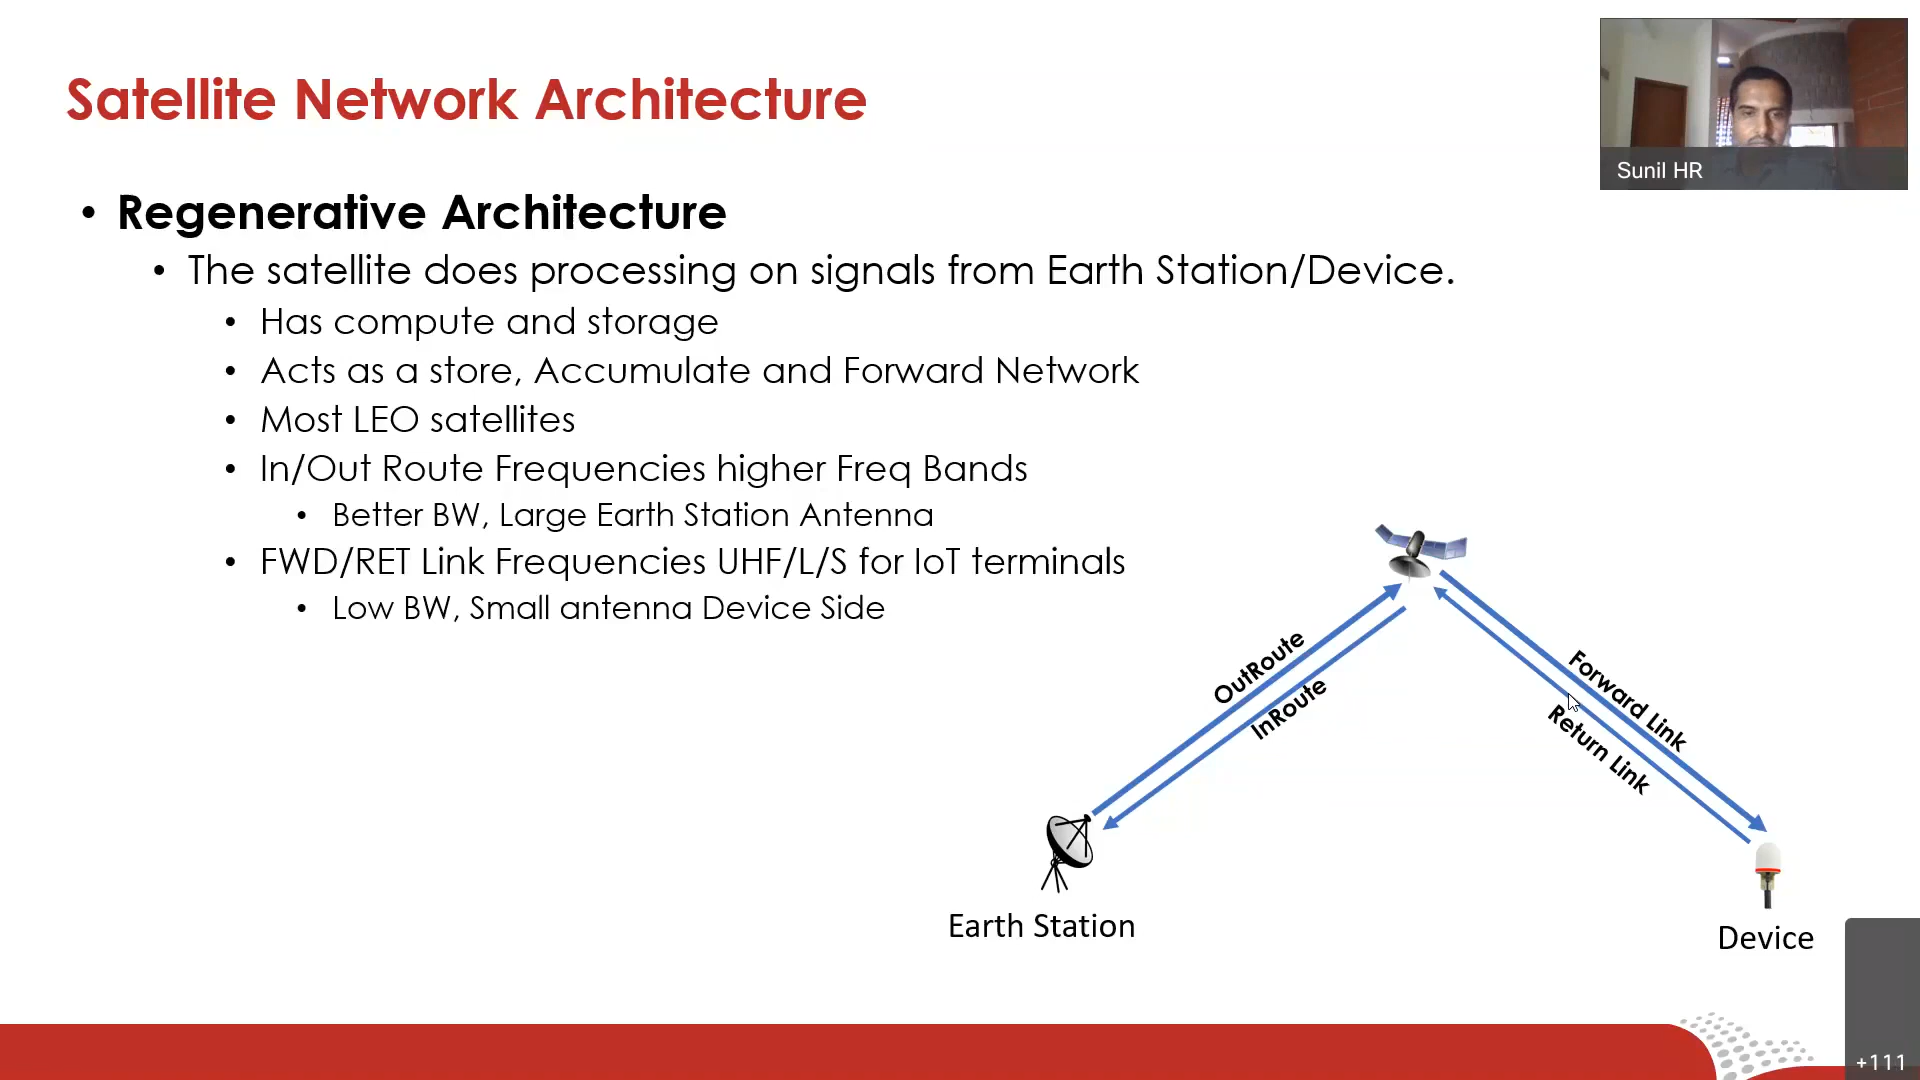 Satellite Network Architecture
Sunil HR
• Regenerative Architecture
• The satellite does processing on signals from Earth Station/Device.
• Has compute and storage
• Acts as a store, Accumulate and Forward Network
• Most LEO satellites
• In/Out Route Frequencies higher Freq Bands
• Better BW, Large Earth Station Antenna
• FWD/RET Link Frequencies UHF/L/S for IoT terminals
• Low BW, Small antenna Device Side
OutRoute
InRoute
Forward Link
Return Link
Earth Station
Device
+111